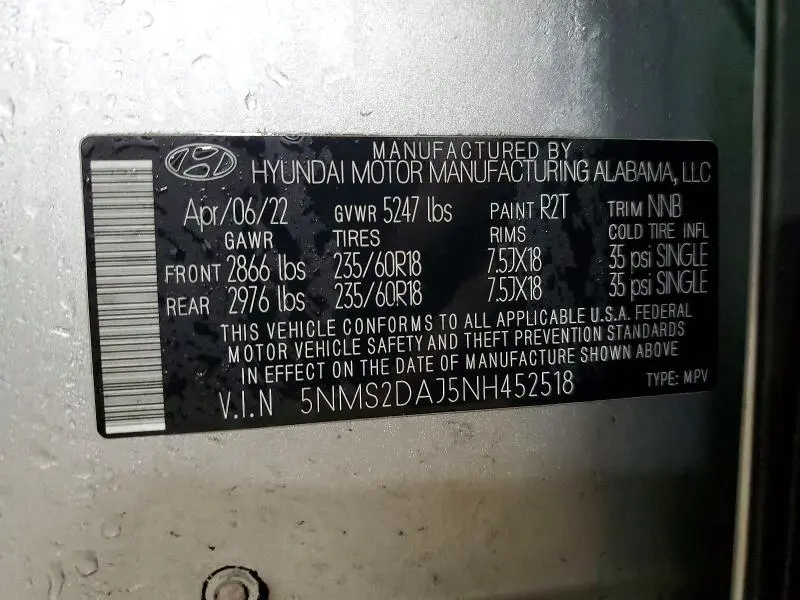 MANUFACTURED BY
HYUNDAI MOTOR MANUFACTURING ALABAMA, LLC
Apr/06/22 GVWR 5247 lbs PAINT R2T TRIM NNB
GAWR TIRES RIMS COLD TIRE INFL
FRONT 2866 lbs 235/60R18 7.5JX18 35 psi SINGLE
REAR 2976 lbs 235/60R18 7.5JX18 35 psi SINGLE
THIS VEHICLE CONFORMS TO ALL APPLICABLE U.S.A. FEDERAL
MOTOR VEHICLE SAFETY AND THEFT PREVENTION STANDARDS
IN EFFECT ON THE DATE OF MANUFACTURE SHOWN ABOVE
V.I.N 5NMS2DAJ5NH452518 TYPE: MPV